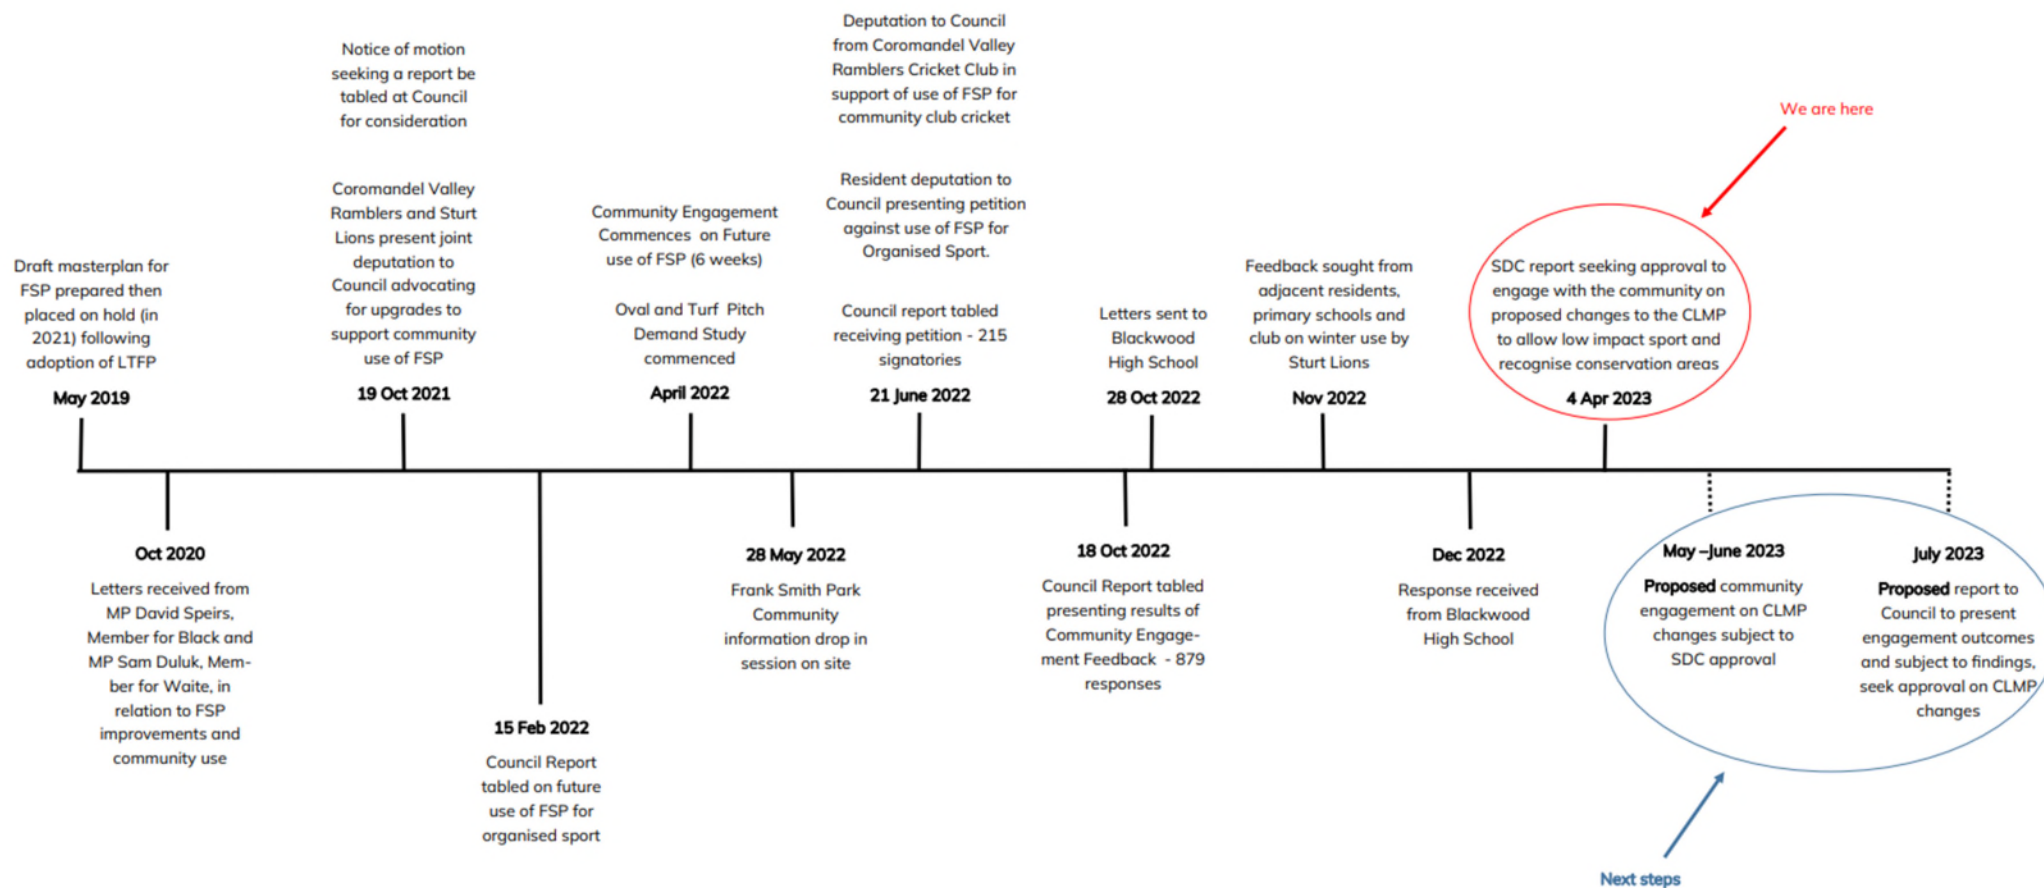 Draft masterplan for
FSP prepared then
placed on hold (in
2021) following
adoption of LTFP
May 2019
Notice of motion
seeking a report be
tabled at Council
for consideration
Coromandel Valley
Ramblers and Sturt
Lions present joint
deputation to
Council advocating
for upgrades to
support community
use of FSP
19 Oct 2021
Community Engagement
Commences on Future
use of FSP (6 weeks)
Oval and Turf Pitch
Demand Study
commenced
April 2022
Deputation to Council
from Coromandel Valley
Ramblers Cricket Club in
support of use of FSP for
community club cricket
Resident deputation to
Council presenting petition
against use of FSP for
Organised Sport.
Council report tabled
receiving petition - 215
signatories
21 June 2022
Letters sent to
Blackwood
High School
28 Oct 2022
Feedback sought from
adjacent residents,
primary schools and
club on winter use by
Sturt Lions
Nov 2022
We are here
SDC report seeking approval to
engage with the community on
proposed changes to the CLMP
to allow low impact sport and
recognise conservation areas
4 Apr 2023
Oct 2020
Letters received from
MP David Speirs,
Member for Black and
MP Sam Duluk, Mem-
ber for Waite, in
relation to FSP
improvements and
community use
15 Feb 2022
Council Report
tabled on future
use of FSP for
organised sport
28 May 2022
Frank Smith Park
Community
information drop in
session on site
18 Oct 2022
Council Report tabled
presenting results of
Community Engage-
ment Feedback - 879
responses
Dec 2022
Response received
from Blackwood
High School
May –June 2023
Proposed community
engagement on CLMP
changes subject to
SDC approval
July 2023
Proposed report to
Council to present
engagement outcomes
and subject to findings,
seek approval on CLMP
changes
Next steps